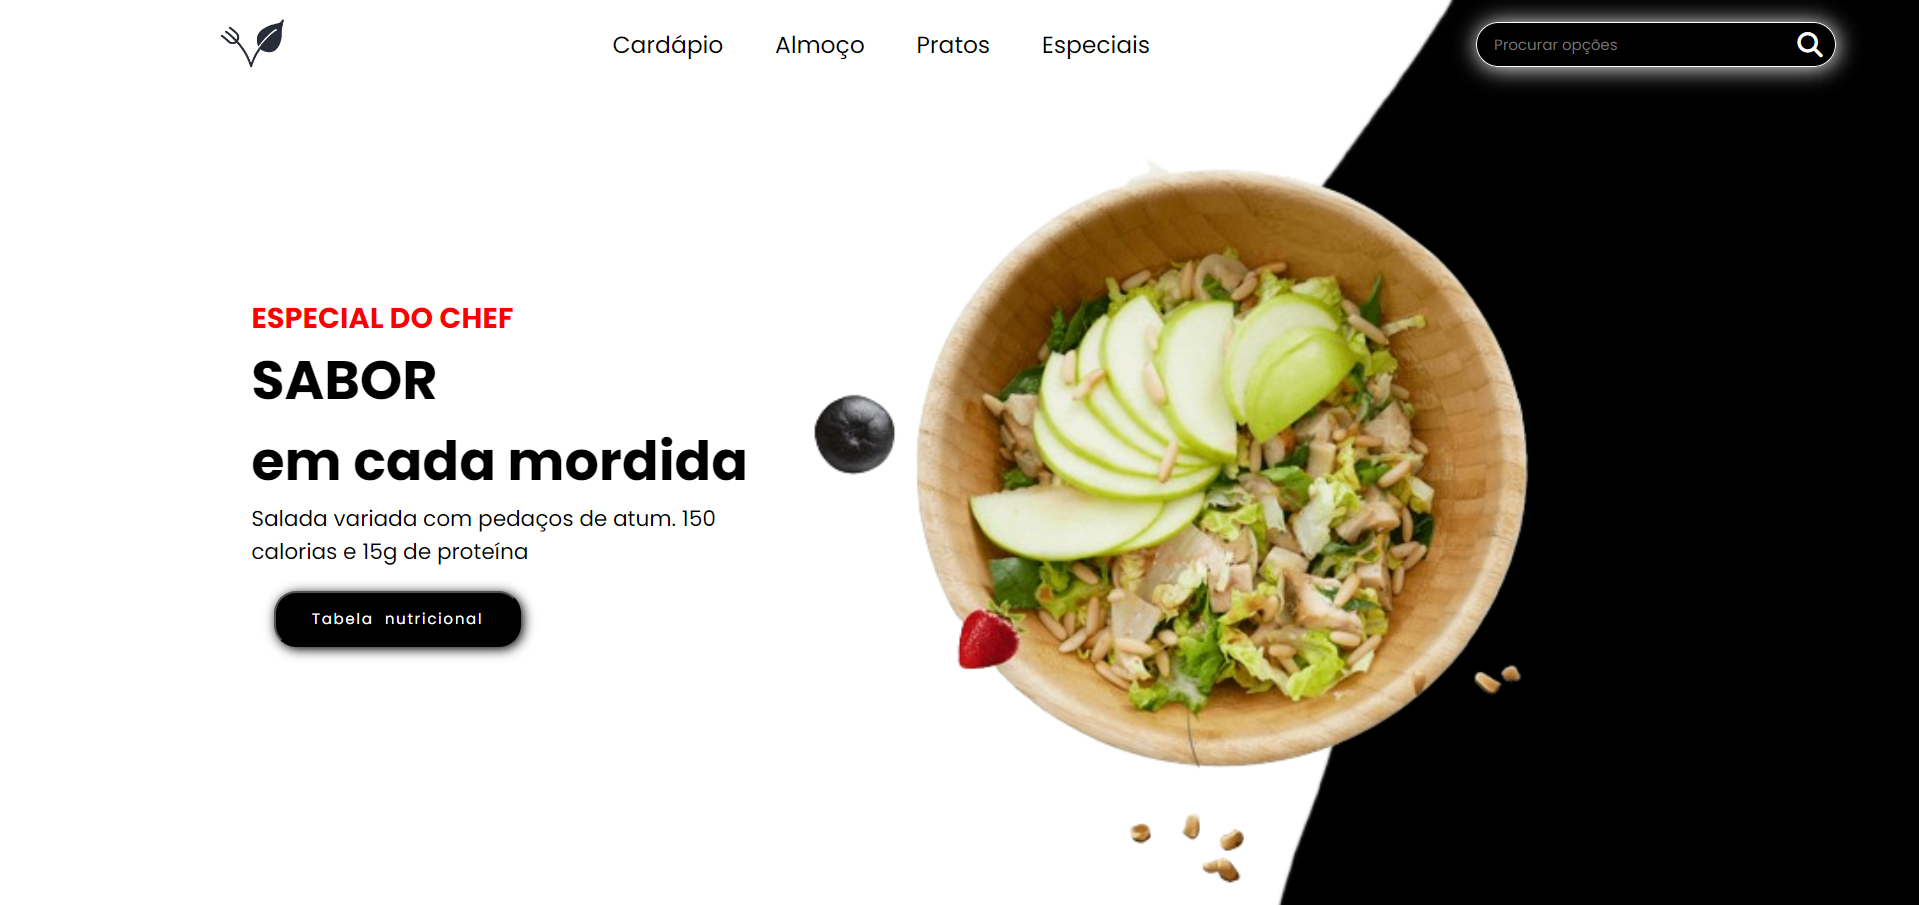 Cardápio
Almoço
Pratos
Especiais
Procurar opções
ESPECIAL DO CHEF
SABOR
em cada mordida
Salada variada com pedaços de atum. 150
calorias e 15g de proteína
Tabela nutricional